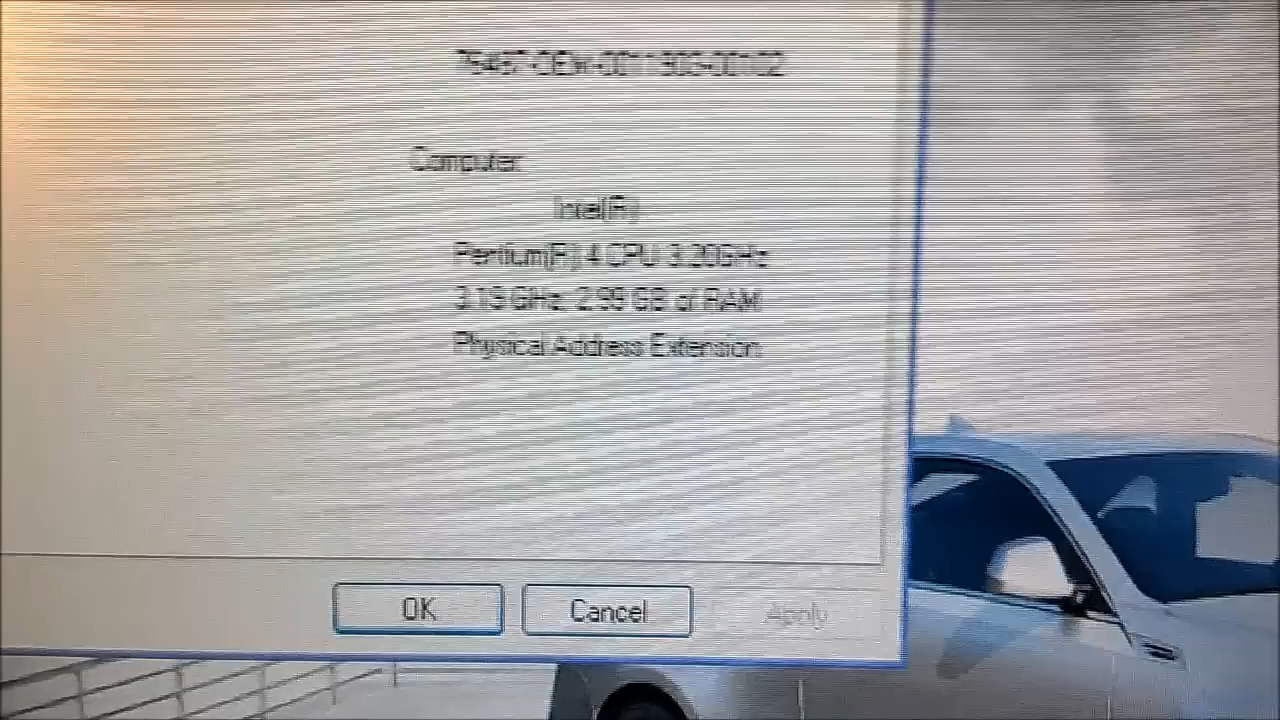 Computer:
Intel(R)
Pentium(R) 4 CPU 3.20GHz
3.19 GHz, 2.99 GB of RAM
Physical Address Extension
OK
Cancel
Apply